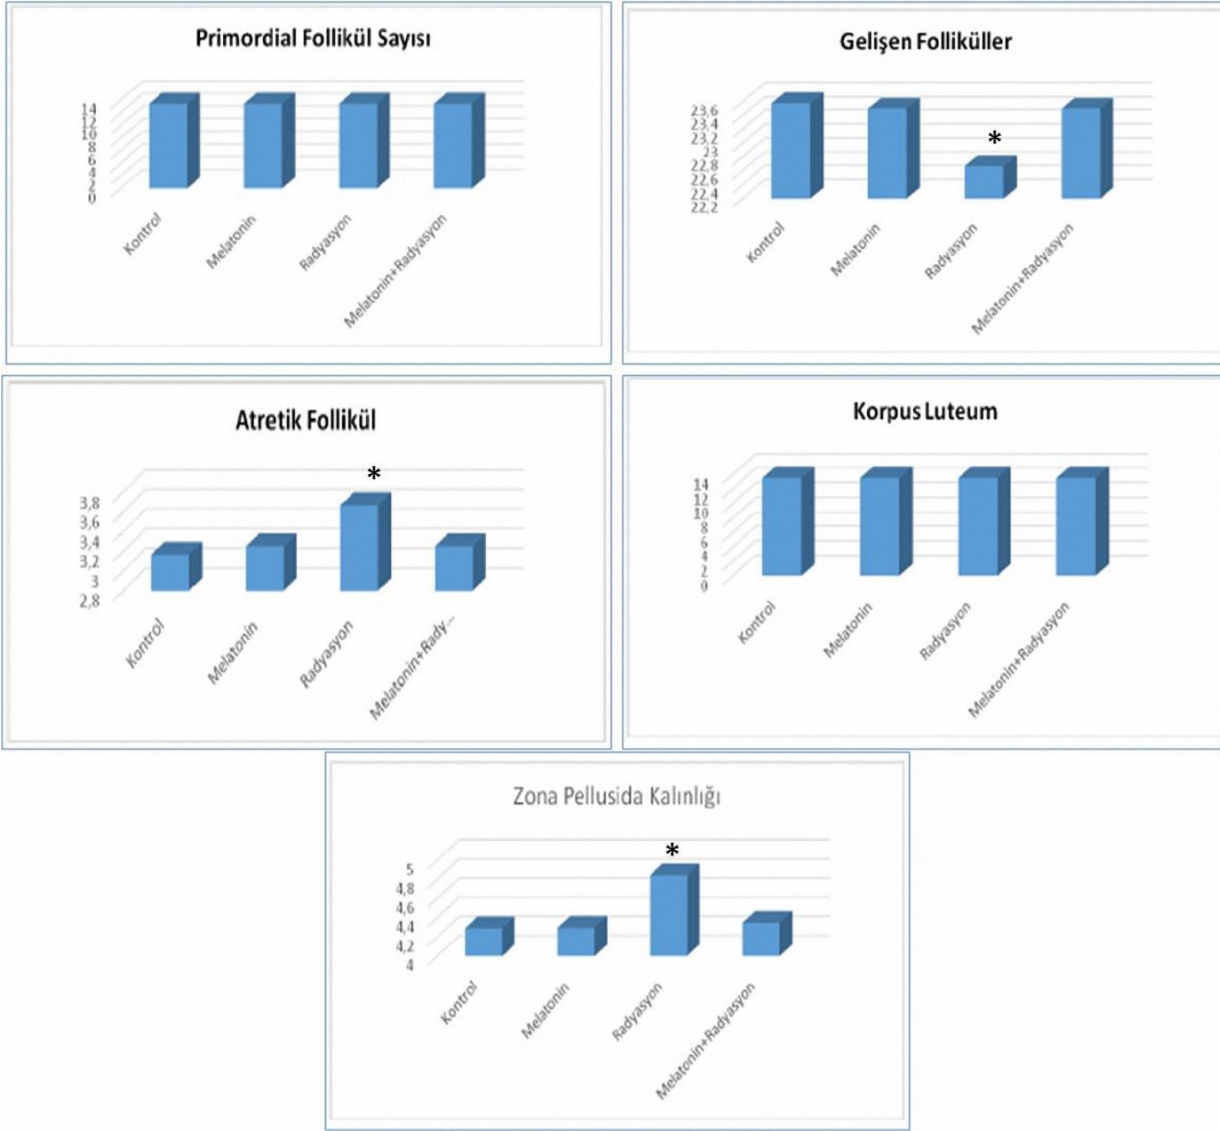 Primordial Follikül Sayısı
14
12
10
8
6
4
2
0
Kontrol
Melatonin
Radyasyon
Melatonin+Radyasyon
Gelişen Folliküller
23,6
23,4
23,2
23
22,8
22,6
22,4
22,2
*
Kontrol
Melatonin
Radyasyon
Melatonin+Radyasyon
Atretik Follikül
3,8
3,6
3,4
3,2
3
2,8
*
Kontrol
Melatonin
Radyasyon
Melatonin+Rady...
Korpus Luteum
14
12
10
8
6
4
2
0
Kontrol
Melatonin
Radyasyon
Melatonin+Radyasyon
Zona Pellusida Kalınlığı
5
4,8
4,6
4,4
4,2
4
*
Kontrol
Melatonin
Radyasyon
Melatonin+Radyasyon